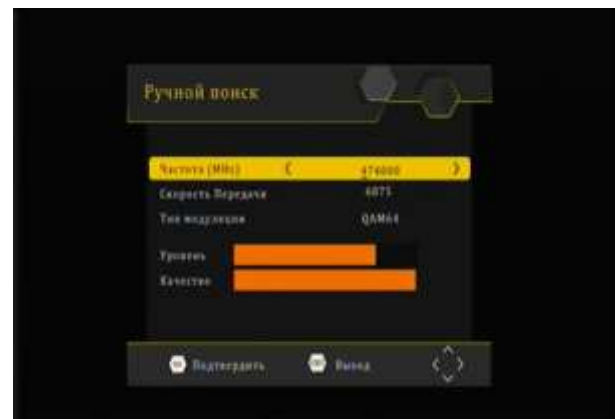 Ручной поиск
Частота (MHz) 474000
Скорость Передачи 6875
Тип модуляции QAM64
Уровень
Качество
Подтвердить Выход